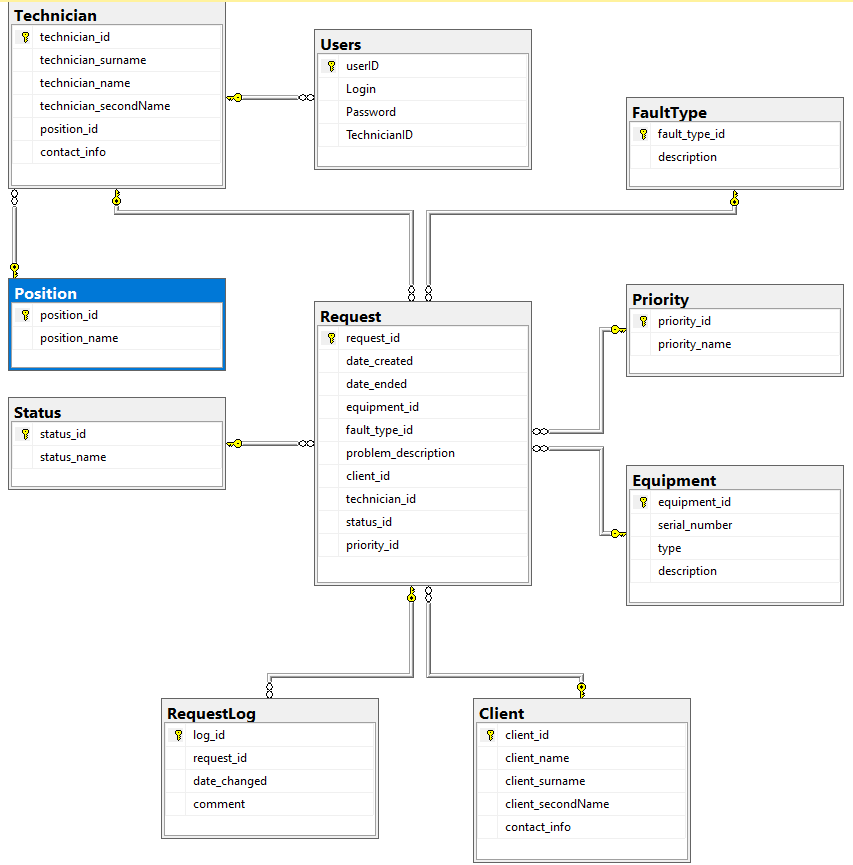 Technician
technician_id
technician_surname
technician_name
technician_secondName
position_id
contact_info
Users
userID
Login
Password
TechnicianID
FaultType
fault_type_id
description
Position
position_id
position_name
Status
status_id
status_name
Request
request_id
date_created
date_ended
equipment_id
fault_type_id
problem_description
client_id
technician_id
status_id
priority_id
Priority
priority_id
priority_name
Equipment
equipment_id
serial_number
type
description
RequestLog
log_id
request_id
date_changed
comment
Client
client_id
client_name
client_surname
client_secondName
contact_info